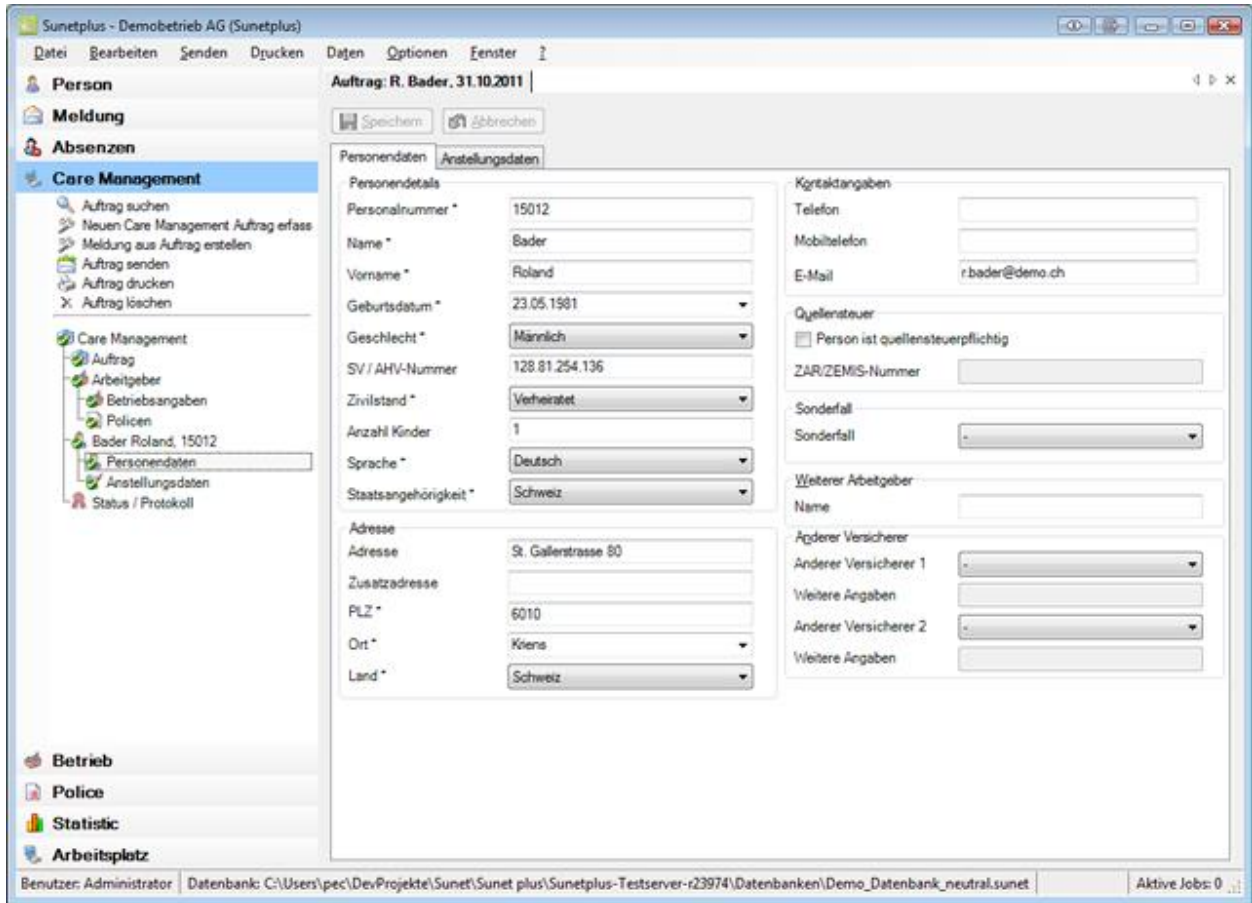 Sunetplus - Demobetrieb AG (Sunetplus)
Datei Bearbeiten Senden Drucken Daten Optionen Fenster ?
Person
Meldung
Absenzen
Care Management
Auftrag suchen
Neuen Care Management Auftrag erfass
Meldung aus Auftrag erstellen
Auftrag senden
Auftrag drucken
Auftrag löschen
Care Management
Auftrag
Arbeitgeber
Betriebsangaben
Policen
Bader Roland, 15012
Personendaten
Anstellungsdaten
Status / Protokoll
Betrieb
Police
Statistic
Arbeitsplatz
Auftrag: R. Bader, 31.10.2011
Speichern Abbrechen
Personendaten Anstellungsdaten
Personendetails
Personalnummer * 15012
Name * Bader
Vorname * Roland
Geburtsdatum * 23.05.1981
Geschlecht * Männlich
SV / AHV-Nummer 128.81.254.136
Zivilstand * Verheiratet
Anzahl Kinder 1
Sprache * Deutsch
Staatsangehörigkeit * Schweiz
Adresse
Adresse St. Gallerstrasse 80
Zusatzadresse
PLZ * 6010
Ort * Kriens
Land * Schweiz
Kontaktangaben
Telefon
Mobiltelefon
E-Mail r.bader@demo.ch
Quellensteuer
Person ist quellensteuerpflichtig
ZAR/ZEMIS-Nummer
Sonderfall
Sonderfall -
Weiterer Arbeitgeber
Name
Anderer Versicherer
Anderer Versicherer 1 -
Weitere Angaben
Anderer Versicherer 2 -
Weitere Angaben
Benutzer: Administrator Datenbank: C:\Users\pec\DevProjekte\Sunet\Sunet plus\Sunetplus-Testserver-r23974\Datenbanken\Demo_Datenbank_neutral.sunet Aktive Jobs: 0